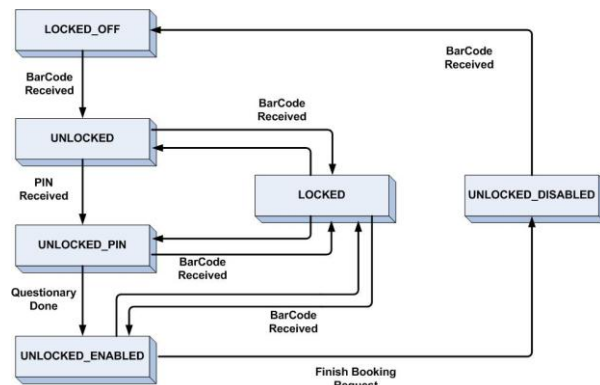 LOCKED_OFF
BarCode
Received
BarCode
Received
BarCode
Received
UNLOCKED
PIN
Received
LOCKED
UNLOCKED_DISABLED
UNLOCKED_PIN
BarCode
Received
Questionary
Done
BarCode
Received
UNLOCKED_ENABLED
Finish Booking
Request